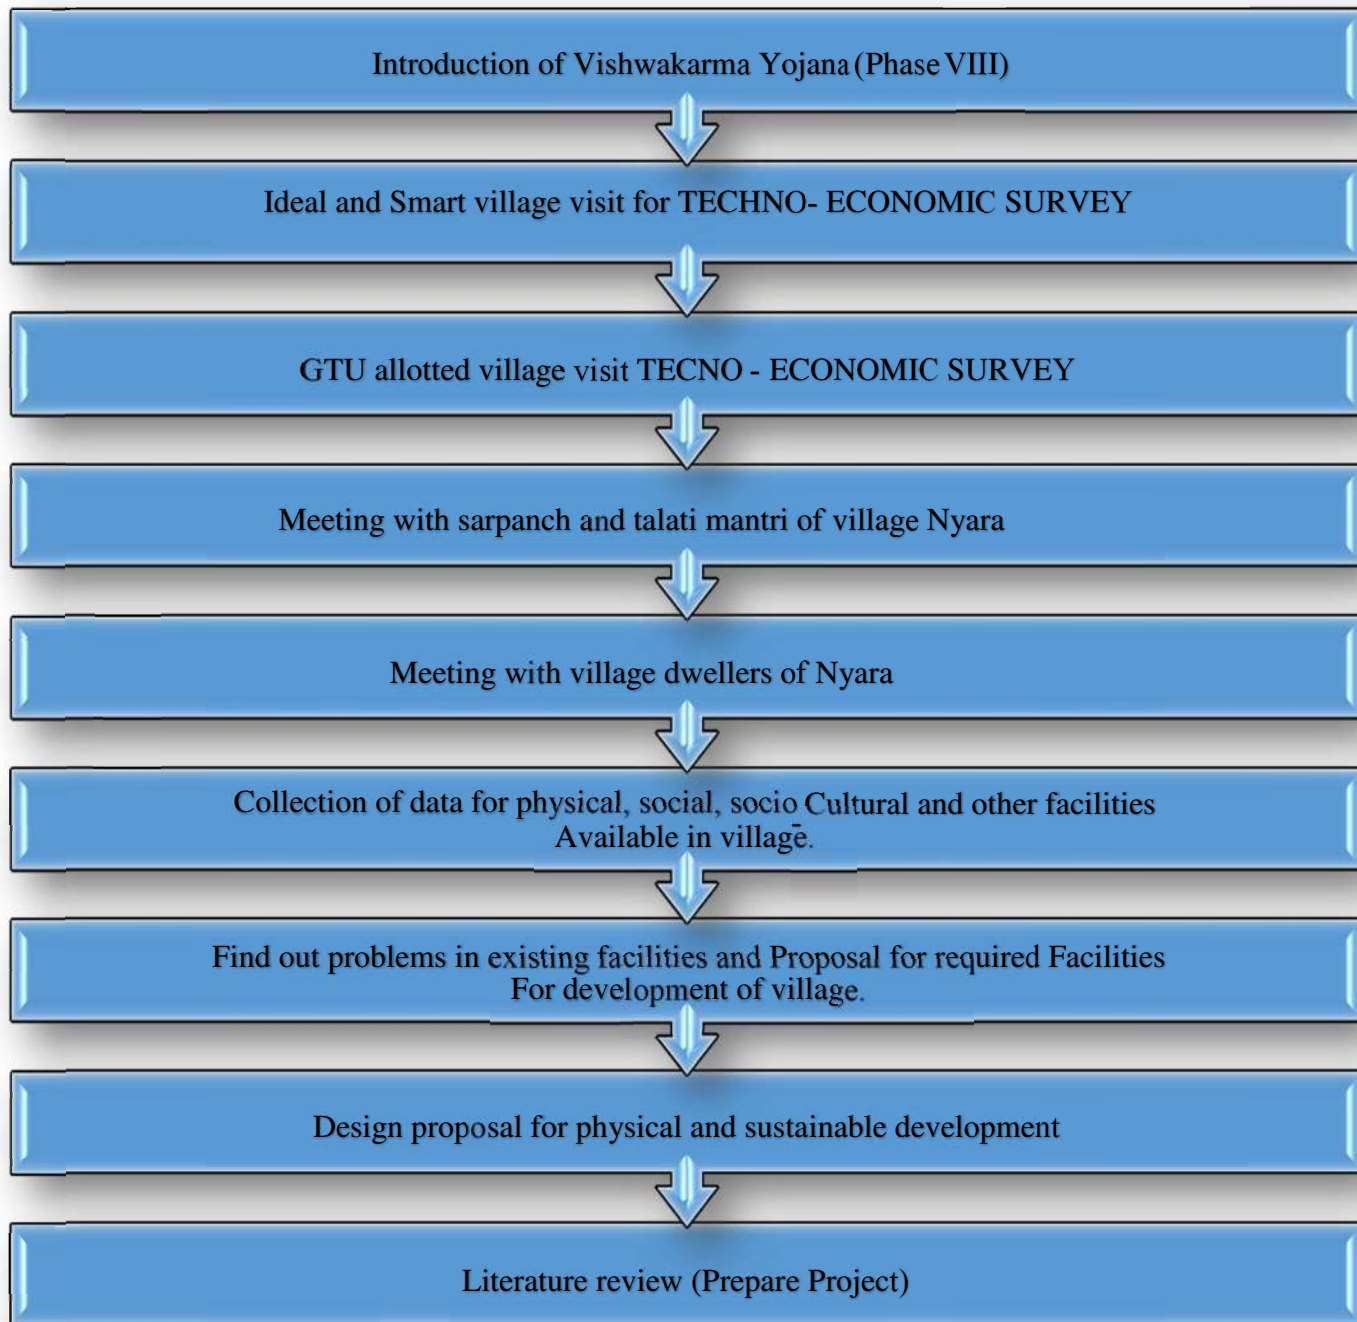 Introduction of Vishwakarma Yojana (Phase VIII)
Ideal and Smart village visit for TECHNO- ECONOMIC SURVEY
GTU allotted village visit TECNO - ECONOMIC SURVEY
Meeting with sarpanch and talati mantri of village Nyara
Meeting with village dwellers of Nyara
Collection of data for physical, social, socio Cultural and other facilities
Available in village.
Find out problems in existing facilities and Proposal for required Facilities
For development of village.
Design proposal for physical and sustainable development
Literature review (Prepare Project)